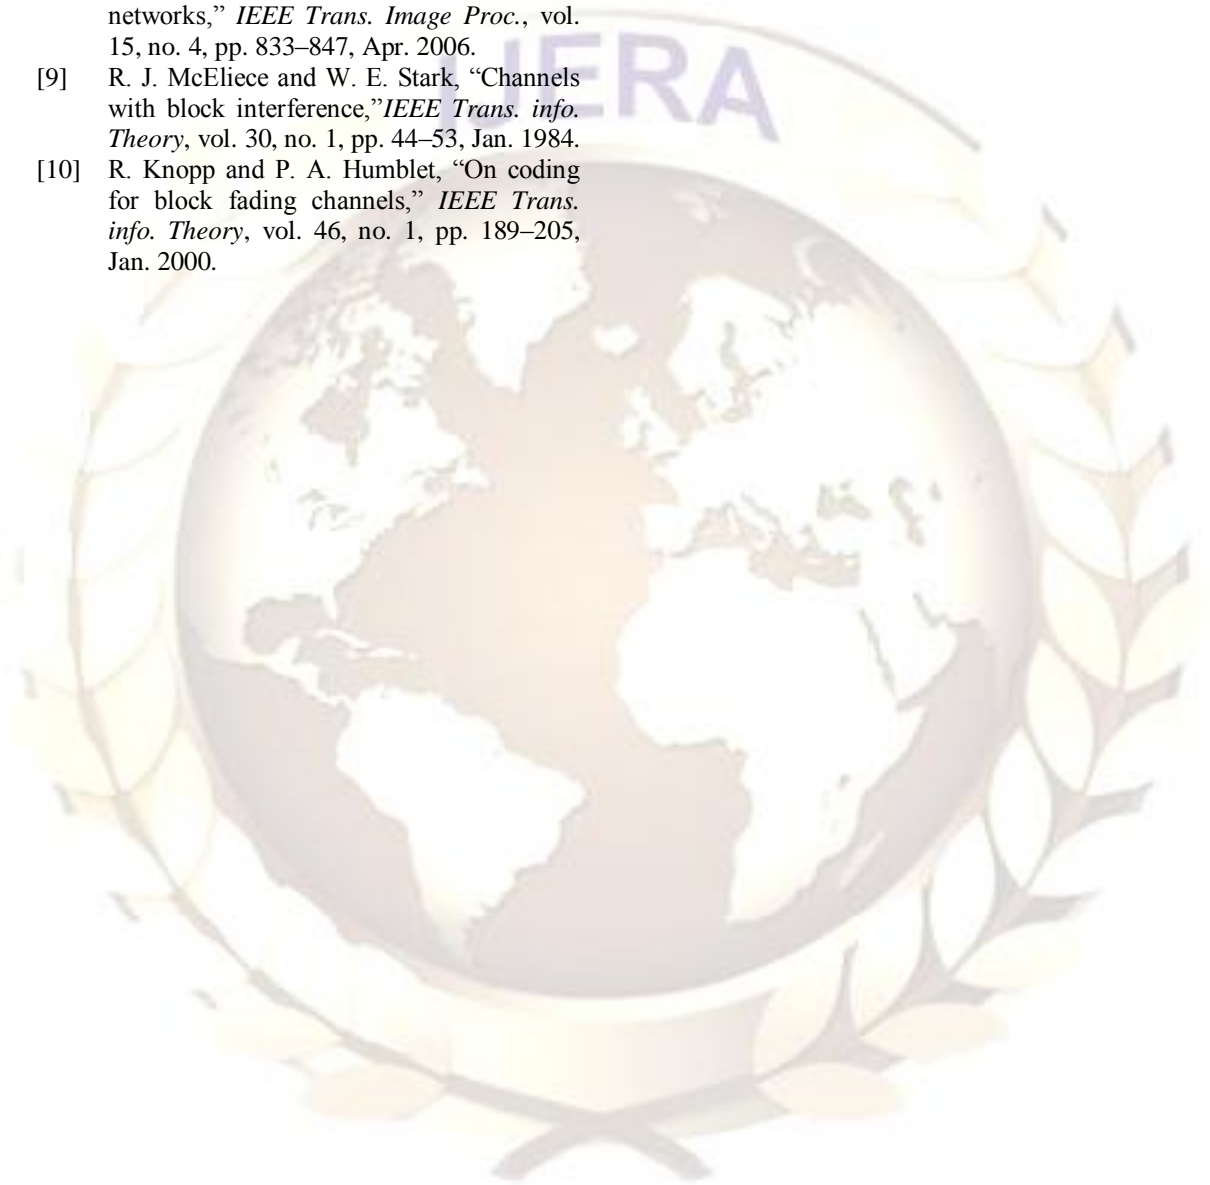 networks,” IEEE Trans. Image Proc., vol.
15, no. 4, pp. 833–847, Apr. 2006.
[9] R. J. McEliece and W. E. Stark, “Channels
with block interference,”IEEE Trans. info.
Theory, vol. 30, no. 1, pp. 44–53, Jan. 1984.
[10] R. Knopp and P. A. Humblet, “On coding
for block fading channels,” IEEE Trans.
info. Theory, vol. 46, no. 1, pp. 189–205,
Jan. 2000.
IJERA